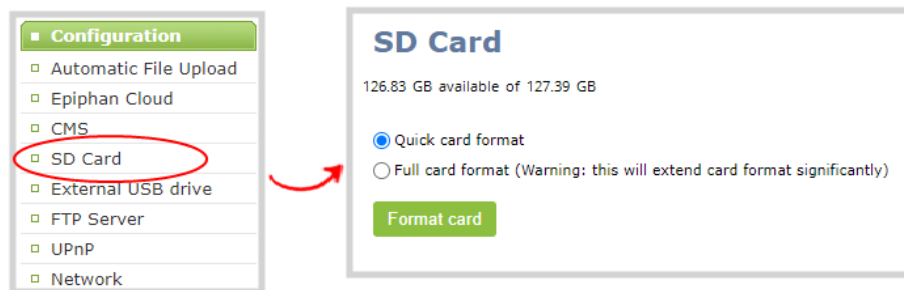 Configuration
Automatic File Upload
Epiphan Cloud
CMS
SD Card
External USB drive
FTP Server
UPnP
Network
SD Card
126.83 GB available of 127.39 GB
Quick card format
Full card format (Warning: this will extend card format significantly)
Format card